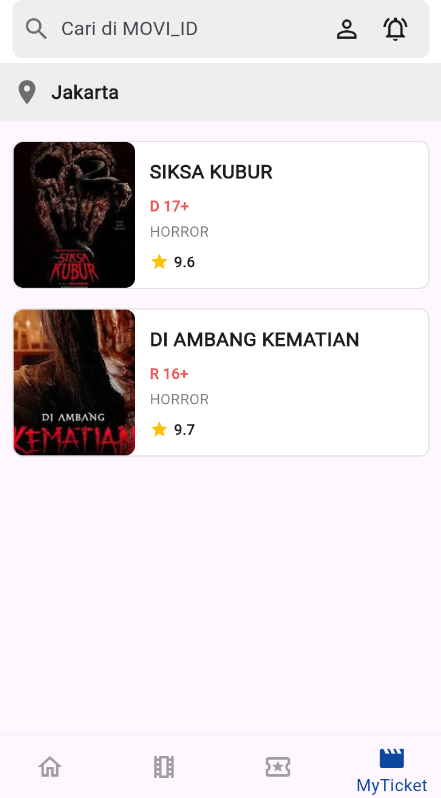 Cari di MOVI_ID
Jakarta
SIKSA
KUBUR
SIKSA KUBUR
D 17+
HORROR
9.6
DI AMBANG
KEMATIAN
DI AMBANG KEMATIAN
R 16+
HORROR
9.7
MyTicket